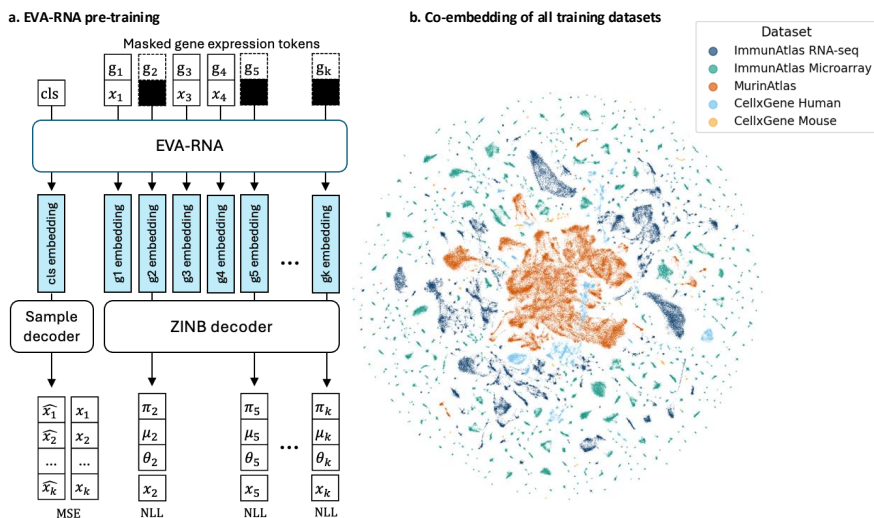 a. EVA-RNA pre-training
Masked gene expression tokens
g₁ g₂ g₃ g₄ g₅ gₖ
cls x₁ x₃ x₄
EVA-RNA
cls embedding
g1 embedding
g2 embedding
g3 embedding
g4 embedding
g5 embedding
...
gk embedding
Sample decoder
ZINB decoder
x̂₁ x₁ π₂ π₅ πₖ
x̂₂ x₂ μ₂ μ₅ ... μₖ
... ... θ₂ θ₅ θₖ
x̂ₖ xₖ x₂ x₅ xₖ
MSE NLL NLL NLL
b. Co-embedding of all training datasets
Dataset
ImmunAtlas RNA-seq
ImmunAtlas Microarray
MurinAtlas
CellxGene Human
CellxGene Mouse